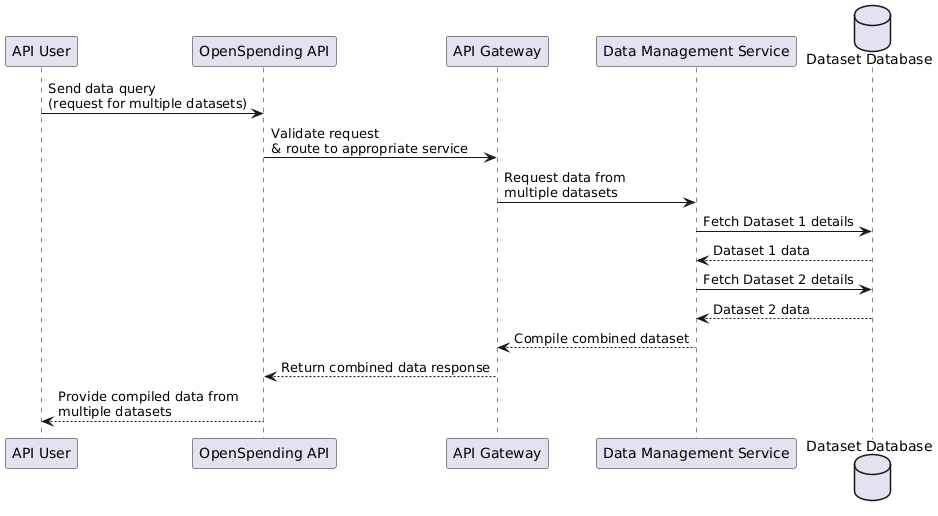 API User
OpenSpending API
API Gateway
Data Management Service
Dataset Database
Send data query
(request for multiple datasets)
Validate request
& route to appropriate service
Request data from
multiple datasets
Fetch Dataset 1 details
Dataset 1 data
Fetch Dataset 2 details
Dataset 2 data
Compile combined dataset
Return combined data response
Provide compiled data from
multiple datasets
API User
OpenSpending API
API Gateway
Data Management Service
Dataset Database